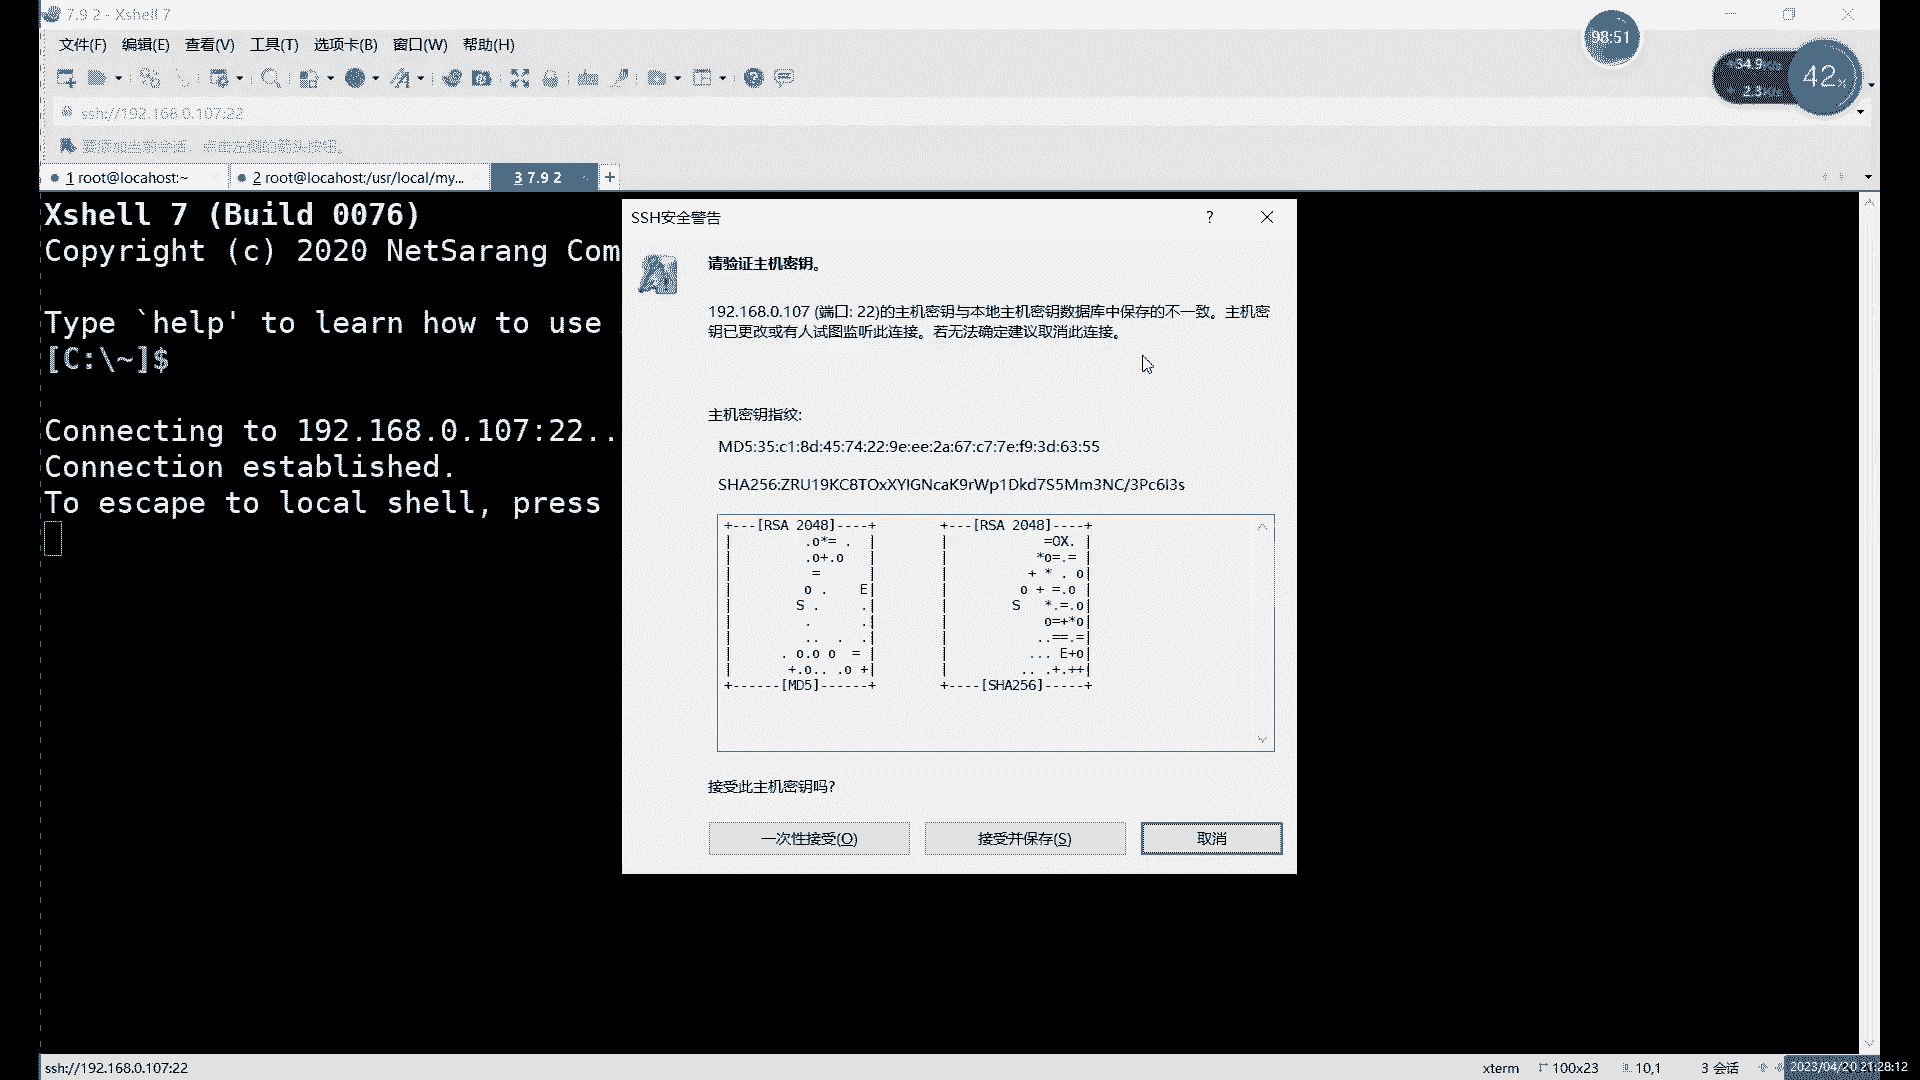 7.9 2 - Xshell 7
98:51
文件(F) 编辑(E) 查看(V) 工具(T) 选项卡(B) 窗口(W) 帮助(H)
34.9K/s
2.3K/s
42%
ssh://192.168.0.107:22
要添加当前会话，点击左侧的箭头按钮。
1 root@locahost:~
2 root@locahost:/usr/local/my...
3 7.9 2
+
Xshell 7 (Build 0076)
Copyright (c) 2020 NetSarang Com
Type `help' to learn how to use
[C:\~]$
Connecting to 192.168.0.107:22..
Connection established.
To escape to local shell, press
SSH安全警告
请验证主机密钥。
192.168.0.107 (端口: 22)的主机密钥与本地主机密钥数据库中保存的不一致。主机密
钥已更改或有人试图监听此连接。若无法确定建议取消此连接。
主机密钥指纹:
MD5:35:c1:8d:45:74:22:9e:ee:2a:67:c7:7e:f9:3d:63:55
SHA256:ZRU19KC8TOxXYIGNcaK9rWp1Dkd7S5Mm3NC/3Pc6I3s
+---[RSA 2048]----+ +---[RSA 2048]----+
| .o*= . | | =OX. |
| .o+.o | | *o=.= |
| = | | + * . o|
| o . E| | o + =.o |
| S . .| | S *.=.o|
| . .| | o=+*o|
| .. . .| | ..==.=|
| . o.o o = | | ... E+o|
| +.o.. .o +| | .. .+.++|
+------[MD5]------+ +----[SHA256]-----+
接受此主机密钥吗?
一次性接受(O) 接受并保存(S) 取消
ssh://192.168.0.107:22
xterm 100x23 10,1 3 会话
2023/04/20 21:28:12